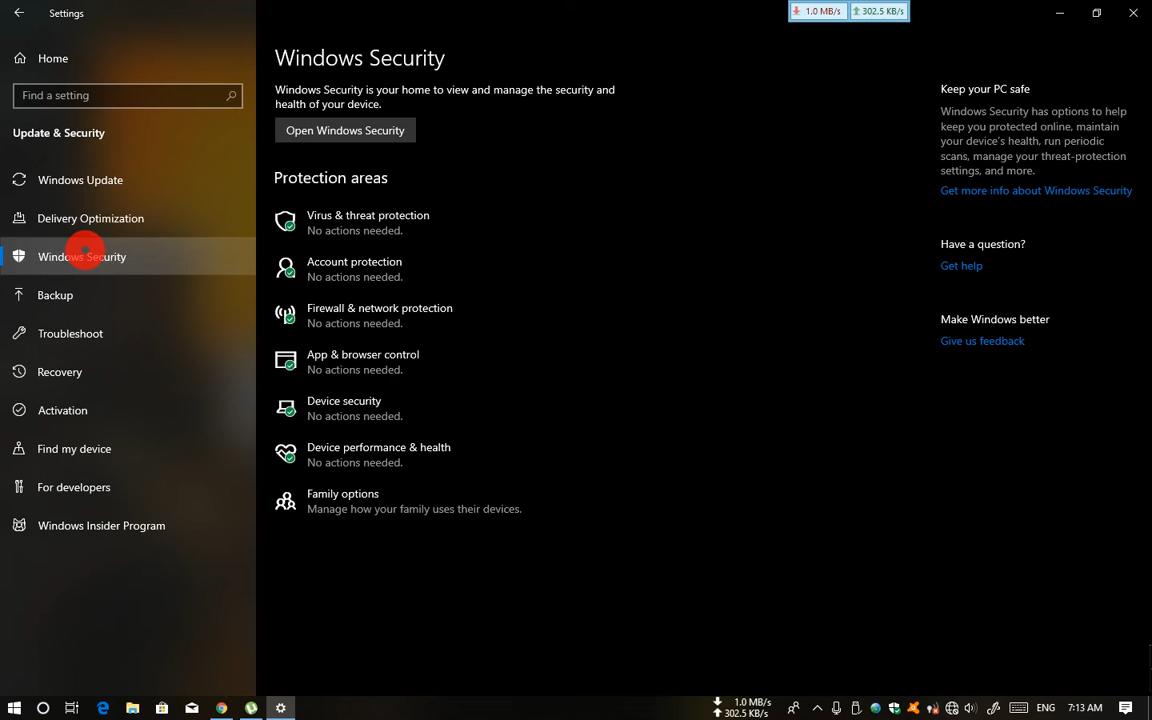 Settings
1.0 MB/s
302.5 KB/s
Home
Find a setting
Update & Security
Windows Update
Delivery Optimization
Windows Security
Backup
Troubleshoot
Recovery
Activation
Find my device
For developers
Windows Insider Program
Windows Security
Windows Security is your home to view and manage the security and
health of your device.
Open Windows Security
Protection areas
Virus & threat protection
No actions needed.
Account protection
No actions needed.
Firewall & network protection
No actions needed.
App & browser control
No actions needed.
Device security
No actions needed.
Device performance & health
No actions needed.
Family options
Manage how your family uses their devices.
Keep your PC safe
Windows Security has options to help
keep you protected online, maintain
your device's health, run periodic
scans, manage your threat-protection
settings, and more.
Get more info about Windows Security
Have a question?
Get help
Make Windows better
Give us feedback
1.0 MB/s
302.5 KB/s
ENG
7:13 AM